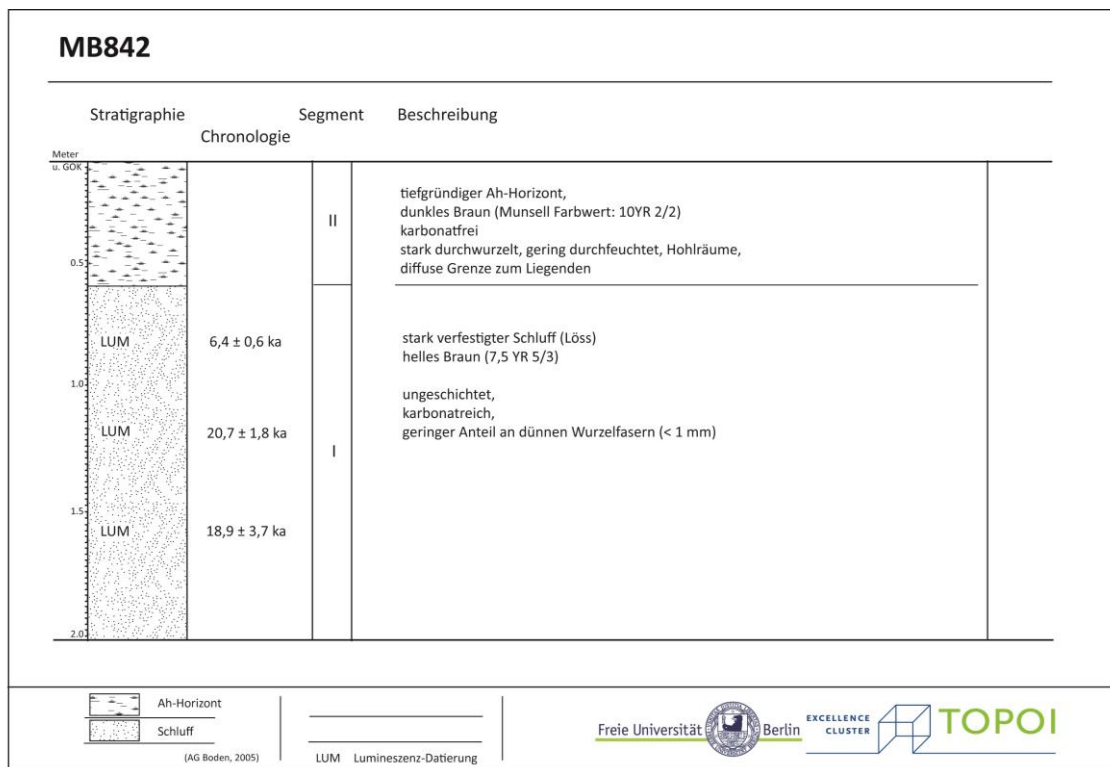 MB842
Stratigraphie
Chronologie
Segment
Beschreibung
Meter
u. GOK
II
tiefgründiger Ah-Horizont,
dunkles Braun (Munsell Farbwert: 10YR 2/2)
karbonatfrei
stark durchwurzelt, gering durchfeuchtet, Hohlräume,
diffuse Grenze zum Liegenden
0.5
LUM
6,4 ± 0,6 ka
stark verfestigter Schluff (Löss)
helles Braun (7,5 YR 5/3)
1.0
ungeschichtet,
karbonatreich,
geringer Anteil an dünnen Wurzelfasern (< 1 mm)
LUM
20,7 ± 1,8 ka
I
1.5
LUM
18,9 ± 3,7 ka
2.0
Ah-Horizont
Schluff
(AG Boden, 2005)
LUM Lumineszenz-Datierung
Freie Universität Berlin
EXCELLENCE
CLUSTER
TOPOI